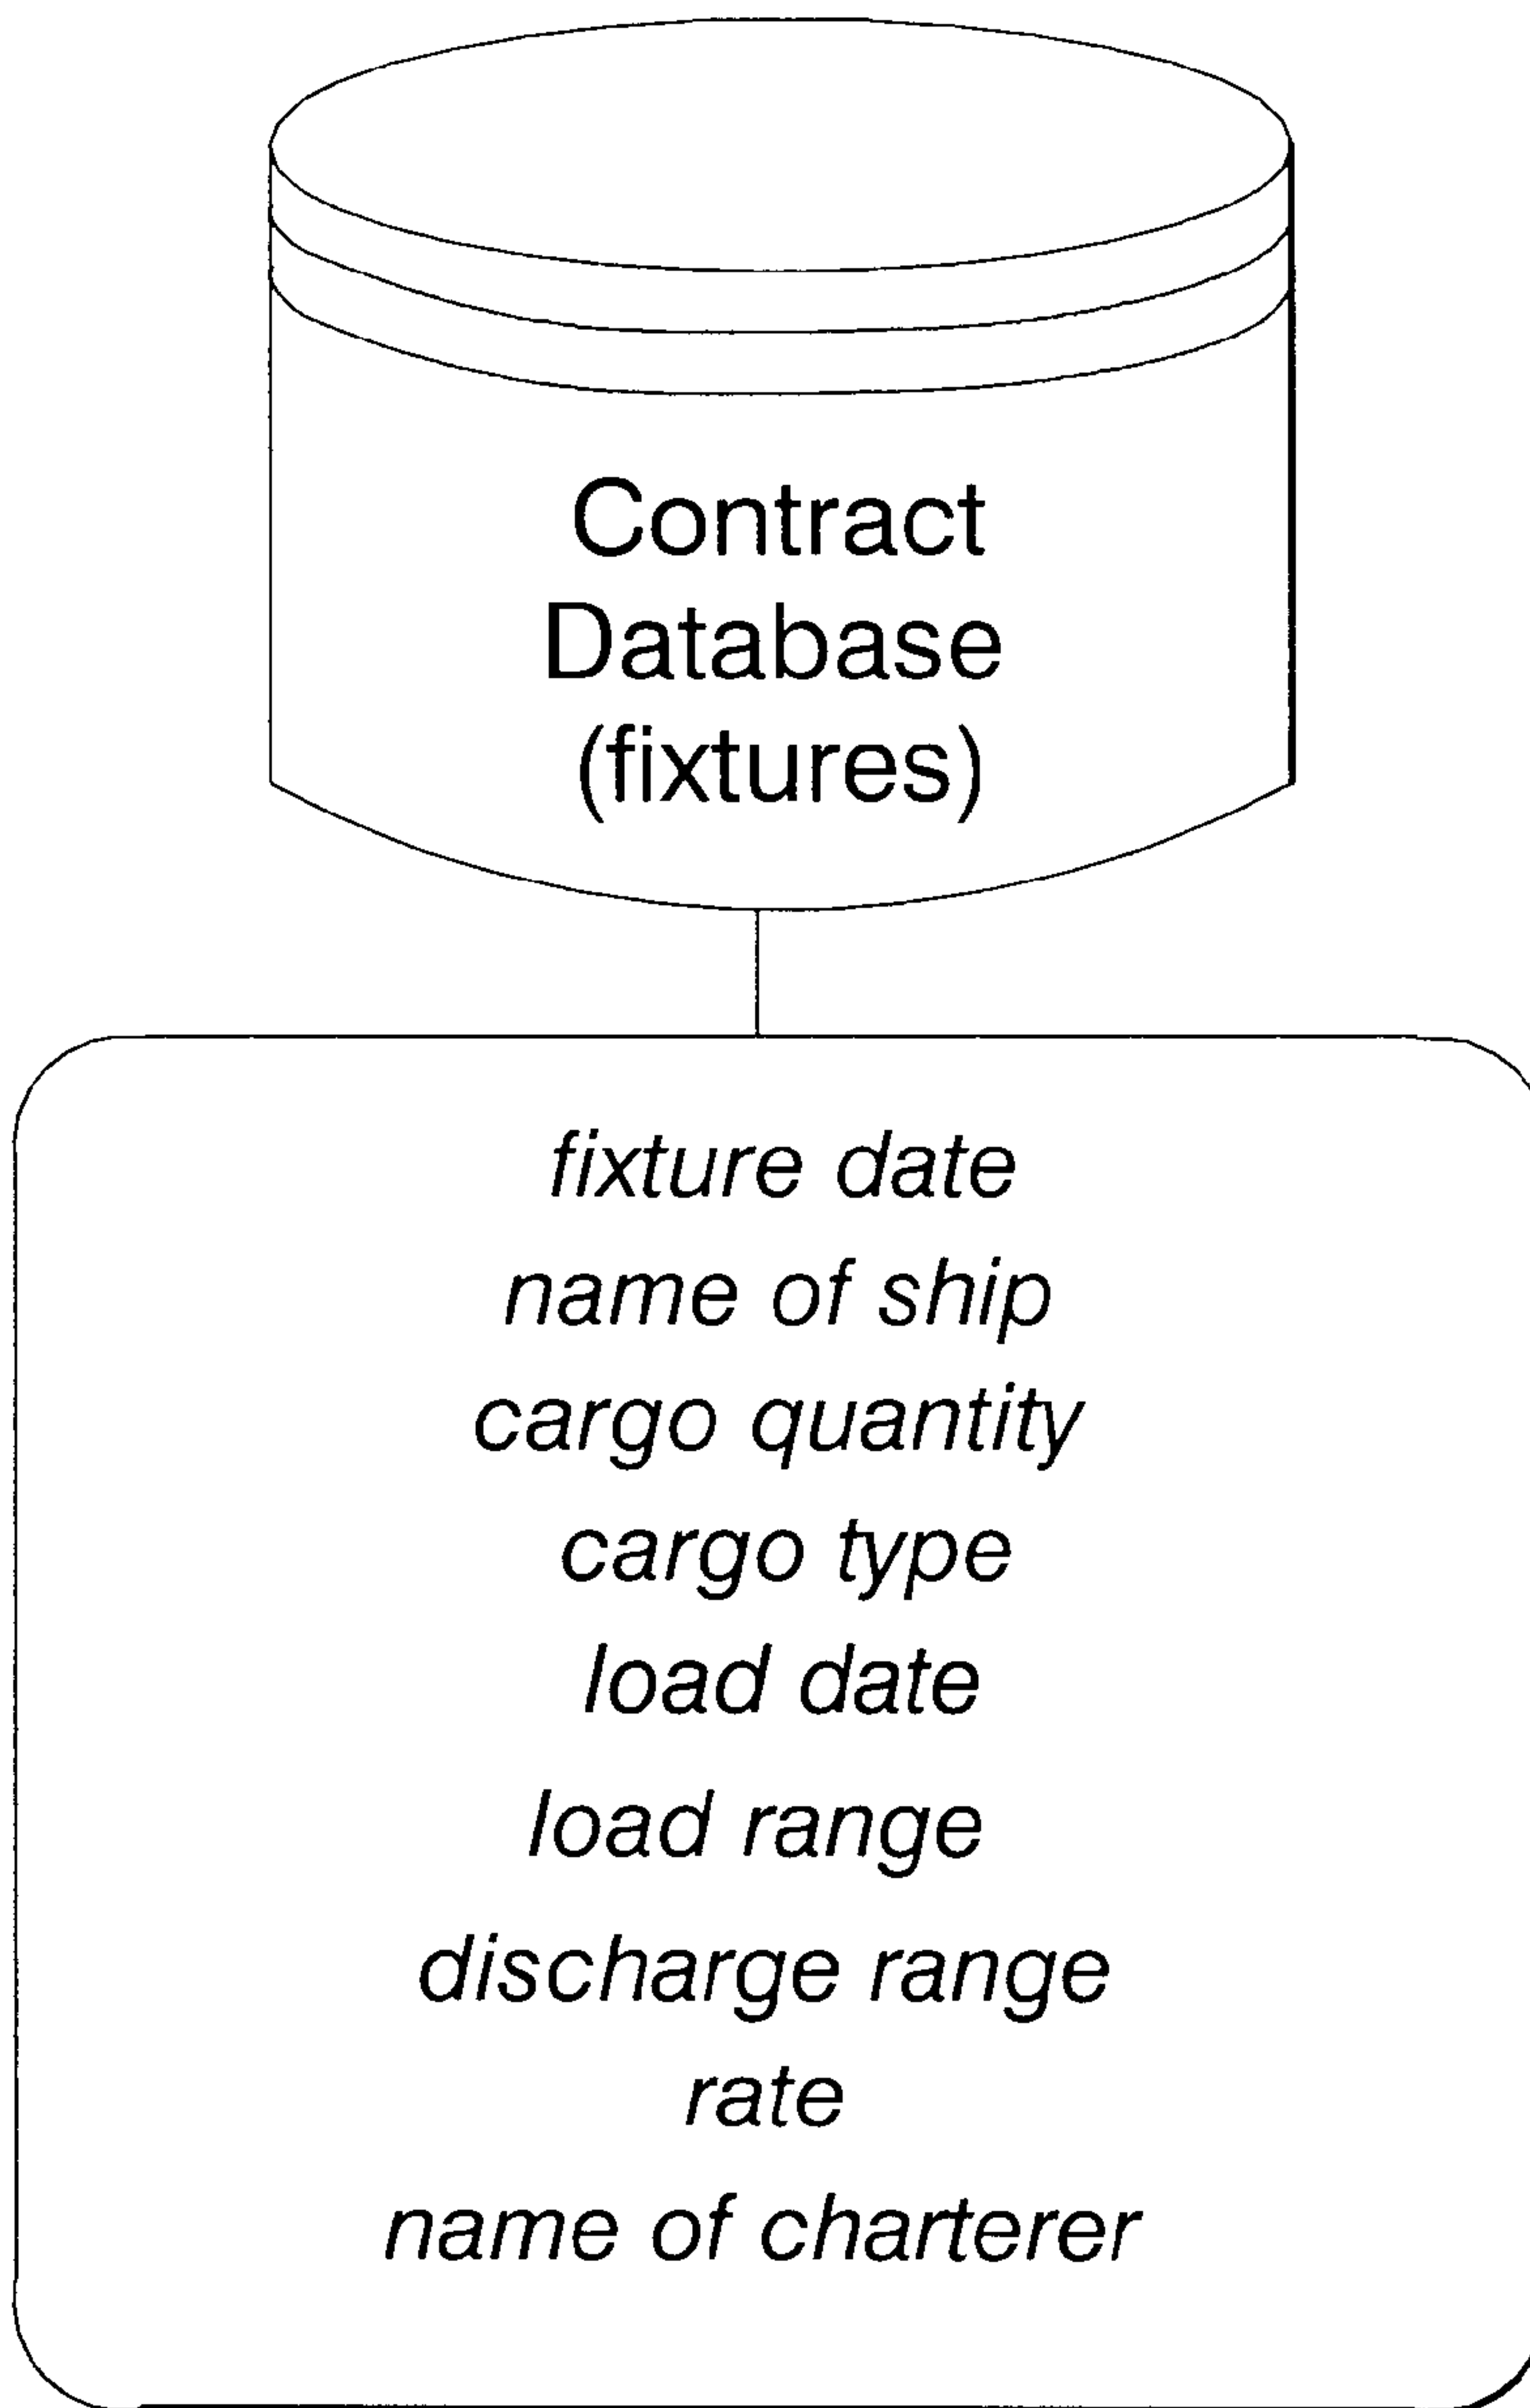 Contract
Database
(fixtures)
fixture date
name of ship
cargo quantity
cargo type
load date
load range
discharge range
rate
name of charterer